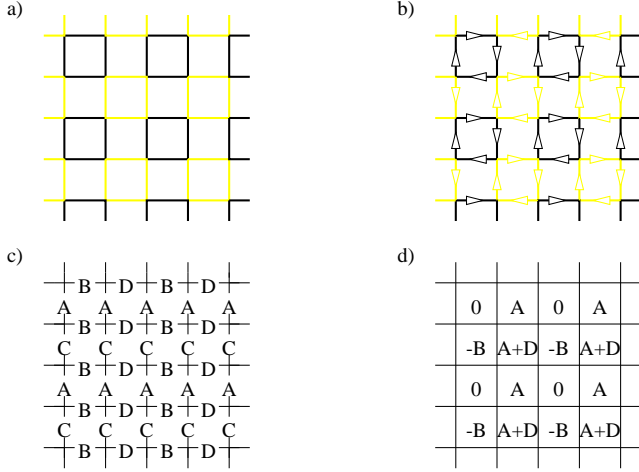 a)
b)
c)
B D B D
A A A A A
B D B D
C C C C C
B D B D
A A A A A
B D B D
C C C C C
B D B D
d)
0 A 0 A
-B A+D -B A+D
0 A 0 A
-B A+D -B A+D